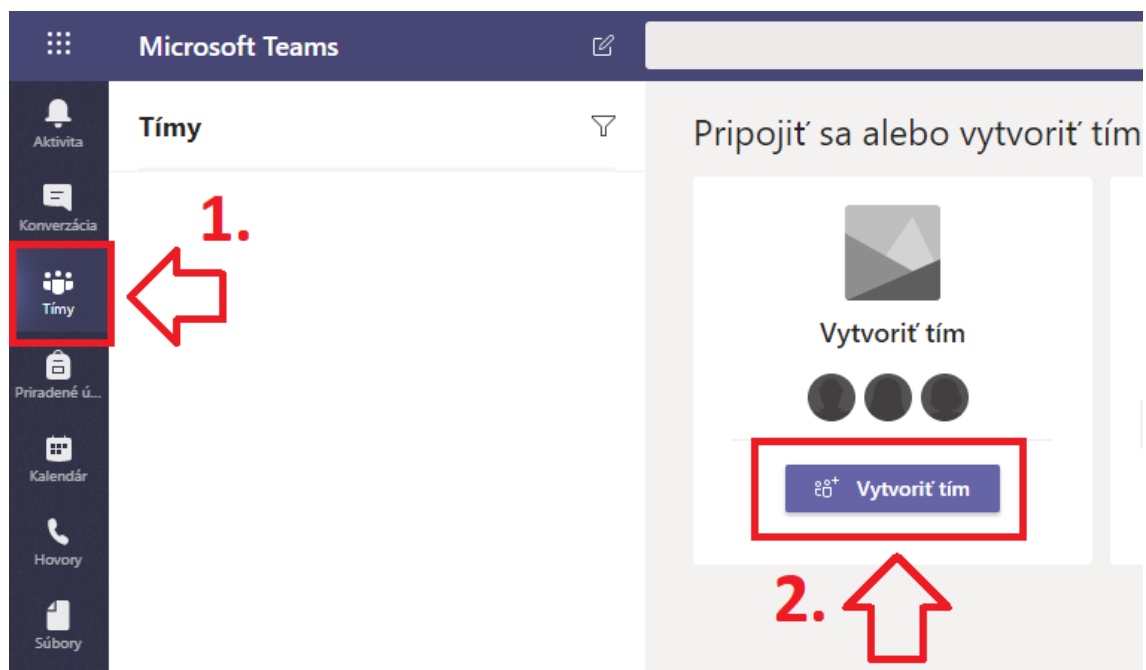 Microsoft Teams
Aktivita
Konverzácia
Tímy
Priradené ú...
Kalendár
Hovory
Súbory
Tímy
1.
Pripojiť sa alebo vytvoriť tím
Vytvoriť tím
Vytvoriť tím
2.